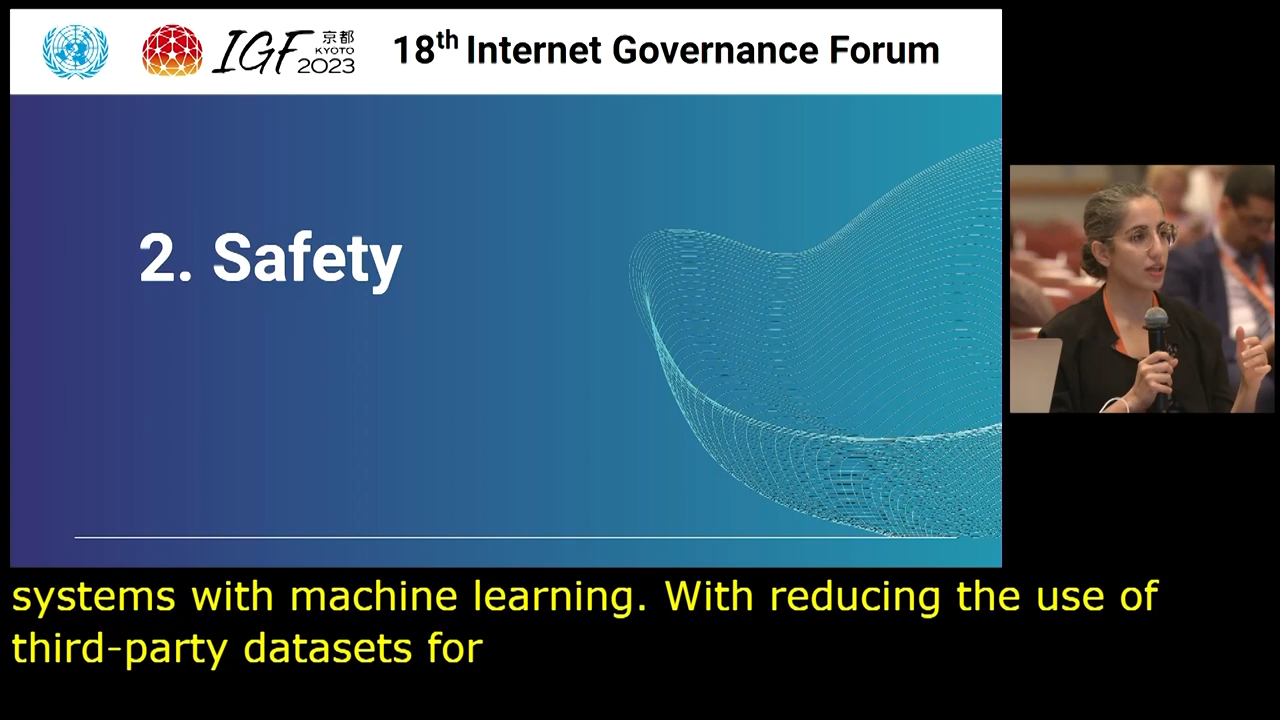 IGF 京都
KYOTO
2023
18th Internet Governance Forum
2. Safety
systems with machine learning. With reducing the use of
third-party datasets for